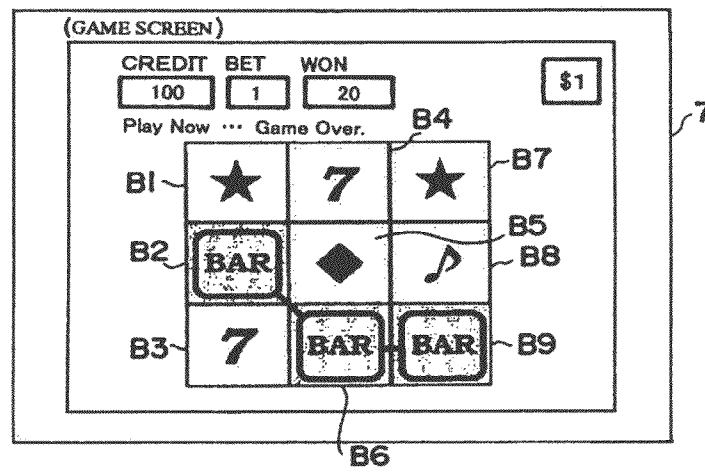 (GAME SCREEN)
CREDIT BET WON
100 1 20 $1
Play Now ··· Game Over.
B4
B1 7 B7
7
B5
B2 BAR B8
B3 7 BAR BAR B9
B6